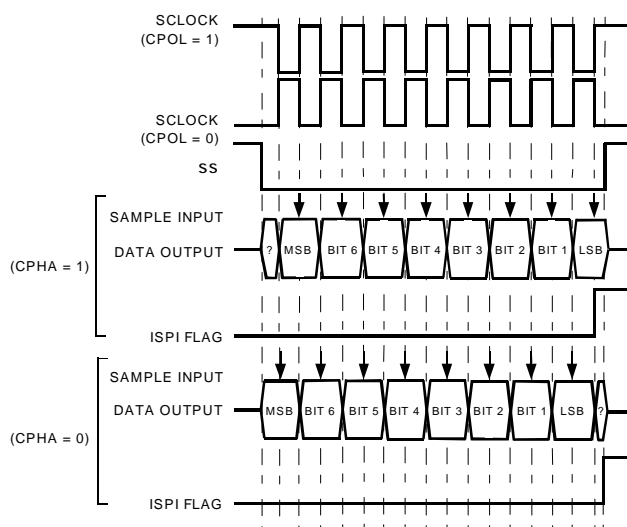 SCLOCK
(CPOL = 1)
SCLOCK
(CPOL = 0)
SS
(CPHA = 1)
SAMPLE INPUT
DATA OUTPUT
? MSB BIT 6 BIT 5 BIT 4 BIT 3 BIT 2 BIT 1 LSB
ISPI FLAG
(CPHA = 0)
SAMPLE INPUT
DATA OUTPUT
MSB BIT 6 BIT 5 BIT 4 BIT 3 BIT 2 BIT 1 LSB ?
ISPI FLAG